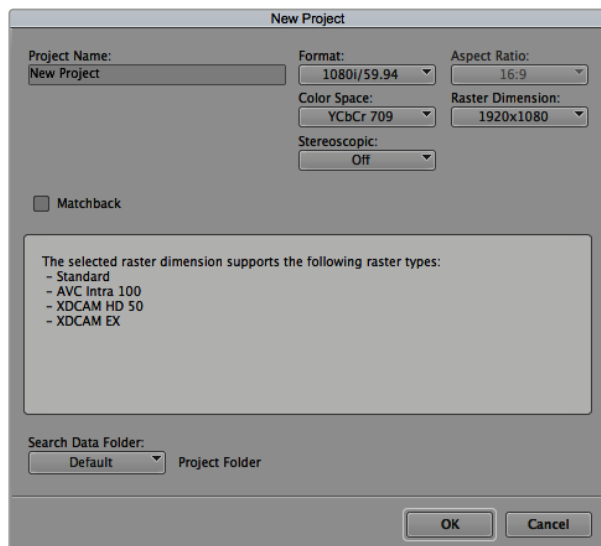 New Project
Project Name:
New Project
Format:
1080i/59.94
Aspect Ratio:
16:9
Color Space:
YCbCr 709
Raster Dimension:
1920x1080
Stereoscopic:
Off
Matchback
The selected raster dimension supports the following raster types:
– Standard
– AVC Intra 100
– XDCAM HD 50
– XDCAM EX
Search Data Folder:
Default
Project Folder
OK
Cancel